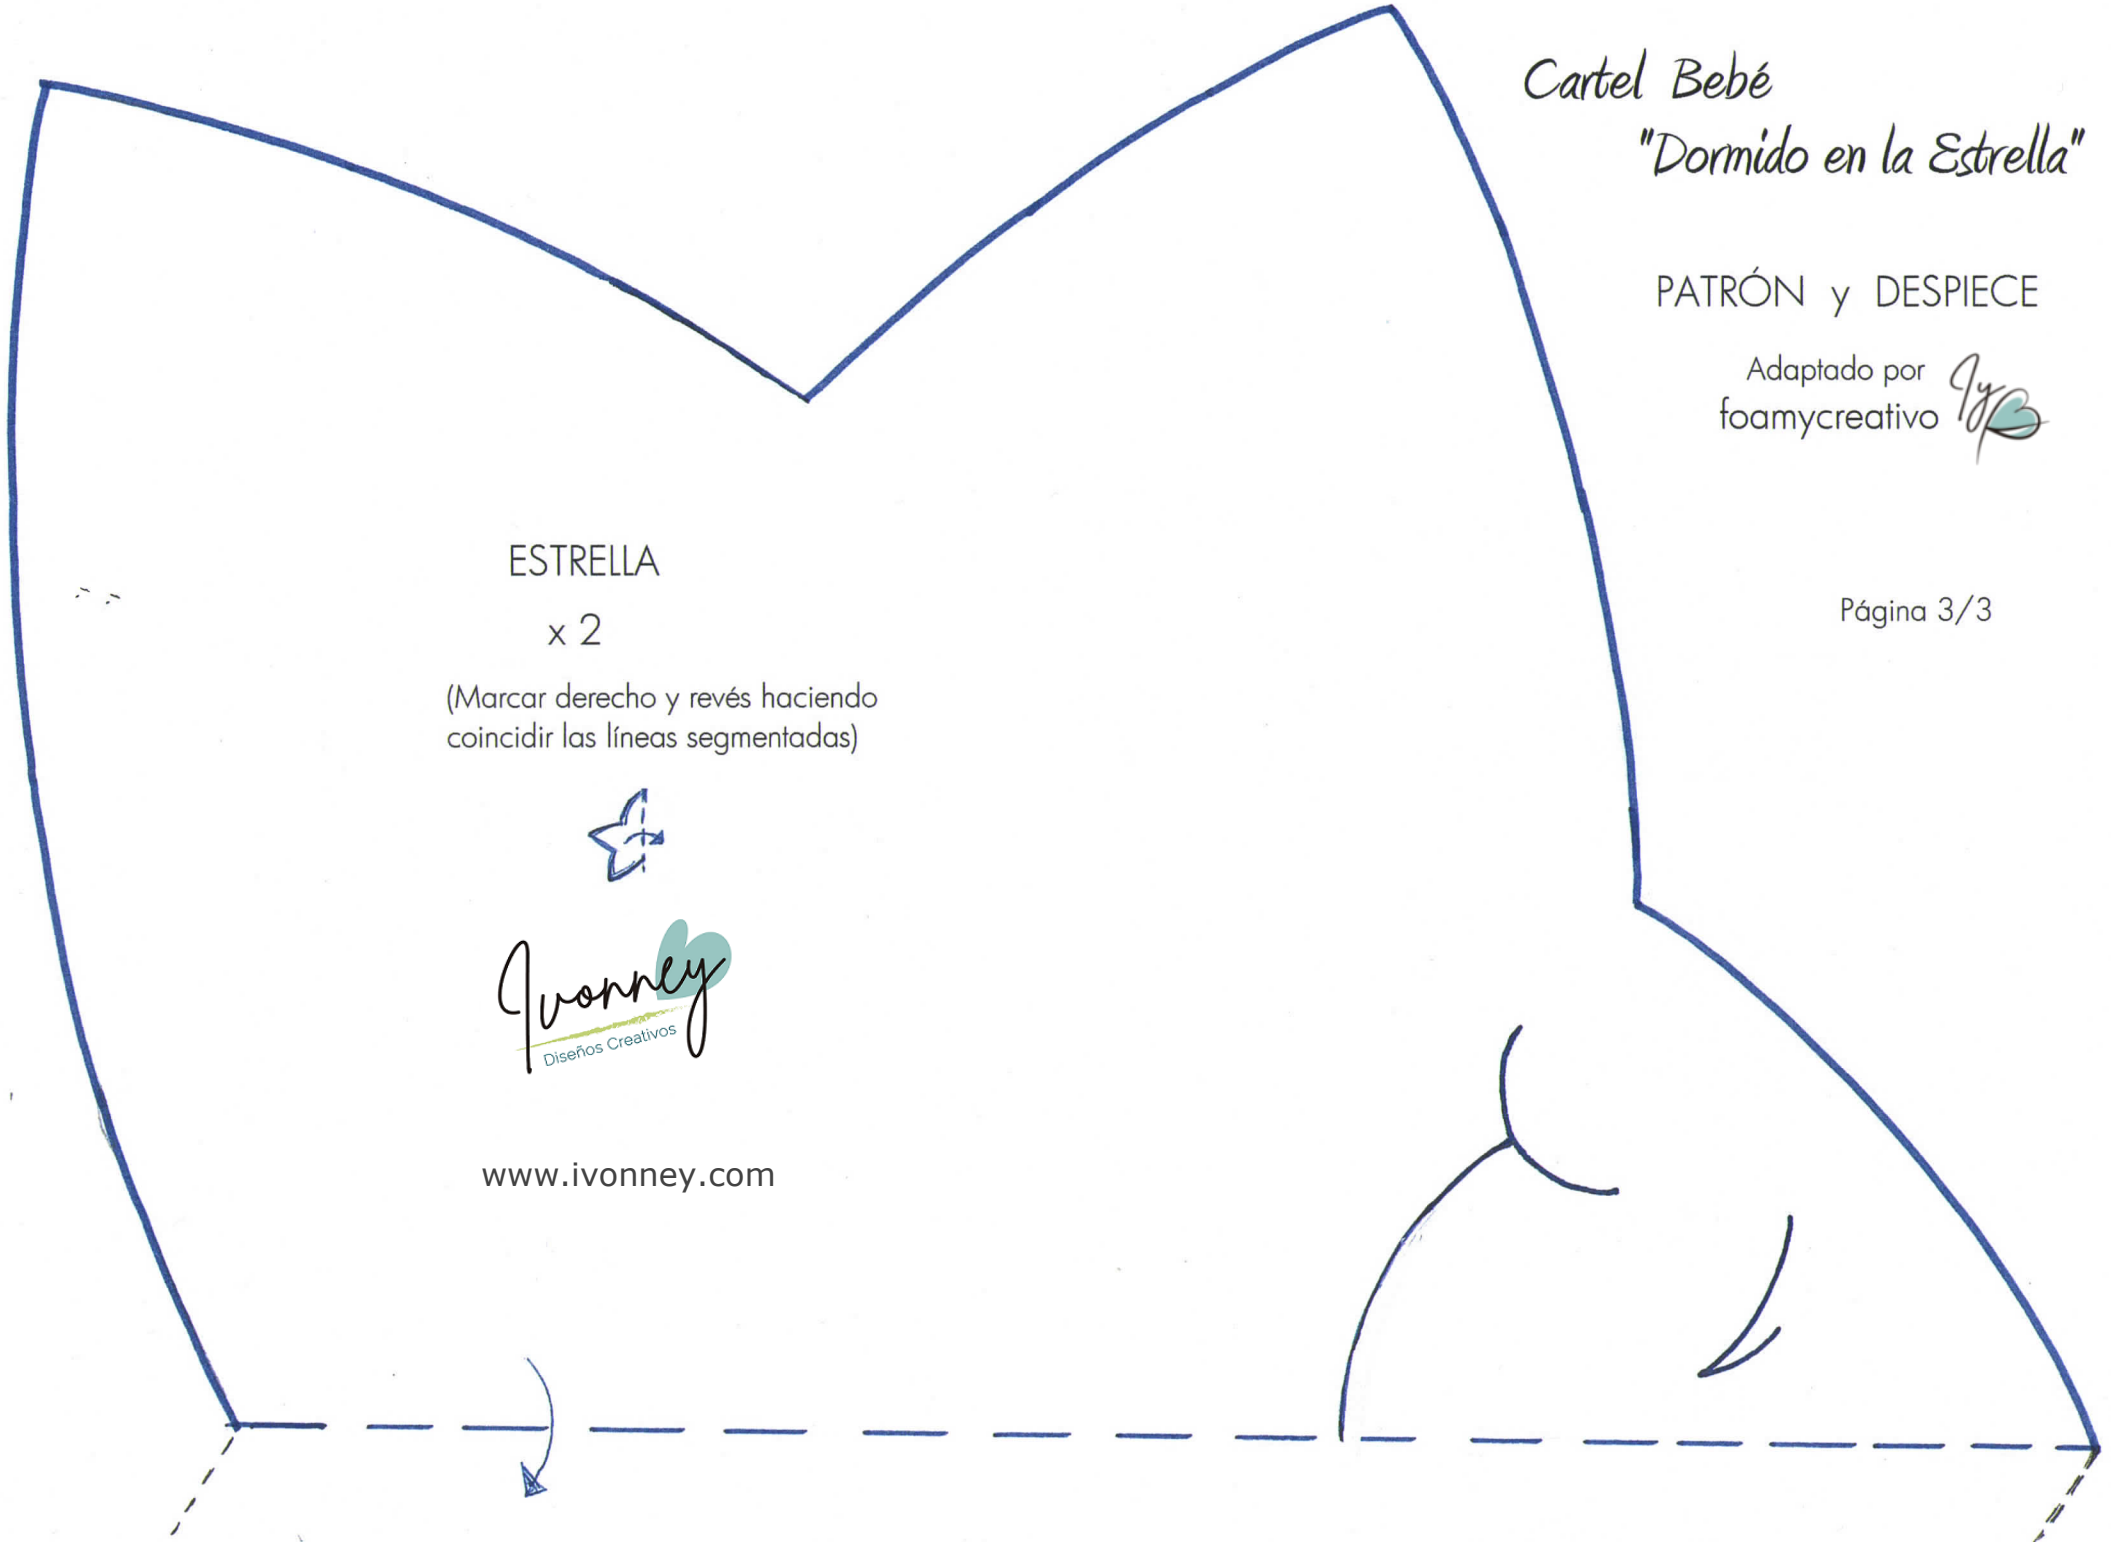 Cartel Bebé
"Dormido en la Estrella"
PATRÓN y DESPIECE
Adaptado por
foamycreativo
Iy
Página 3/3
ESTRELLA
x 2
(Marcar derecho y revés haciendo
coincidir las líneas segmentadas)
Ivonney
Diseños Creativos
www.ivonney.com